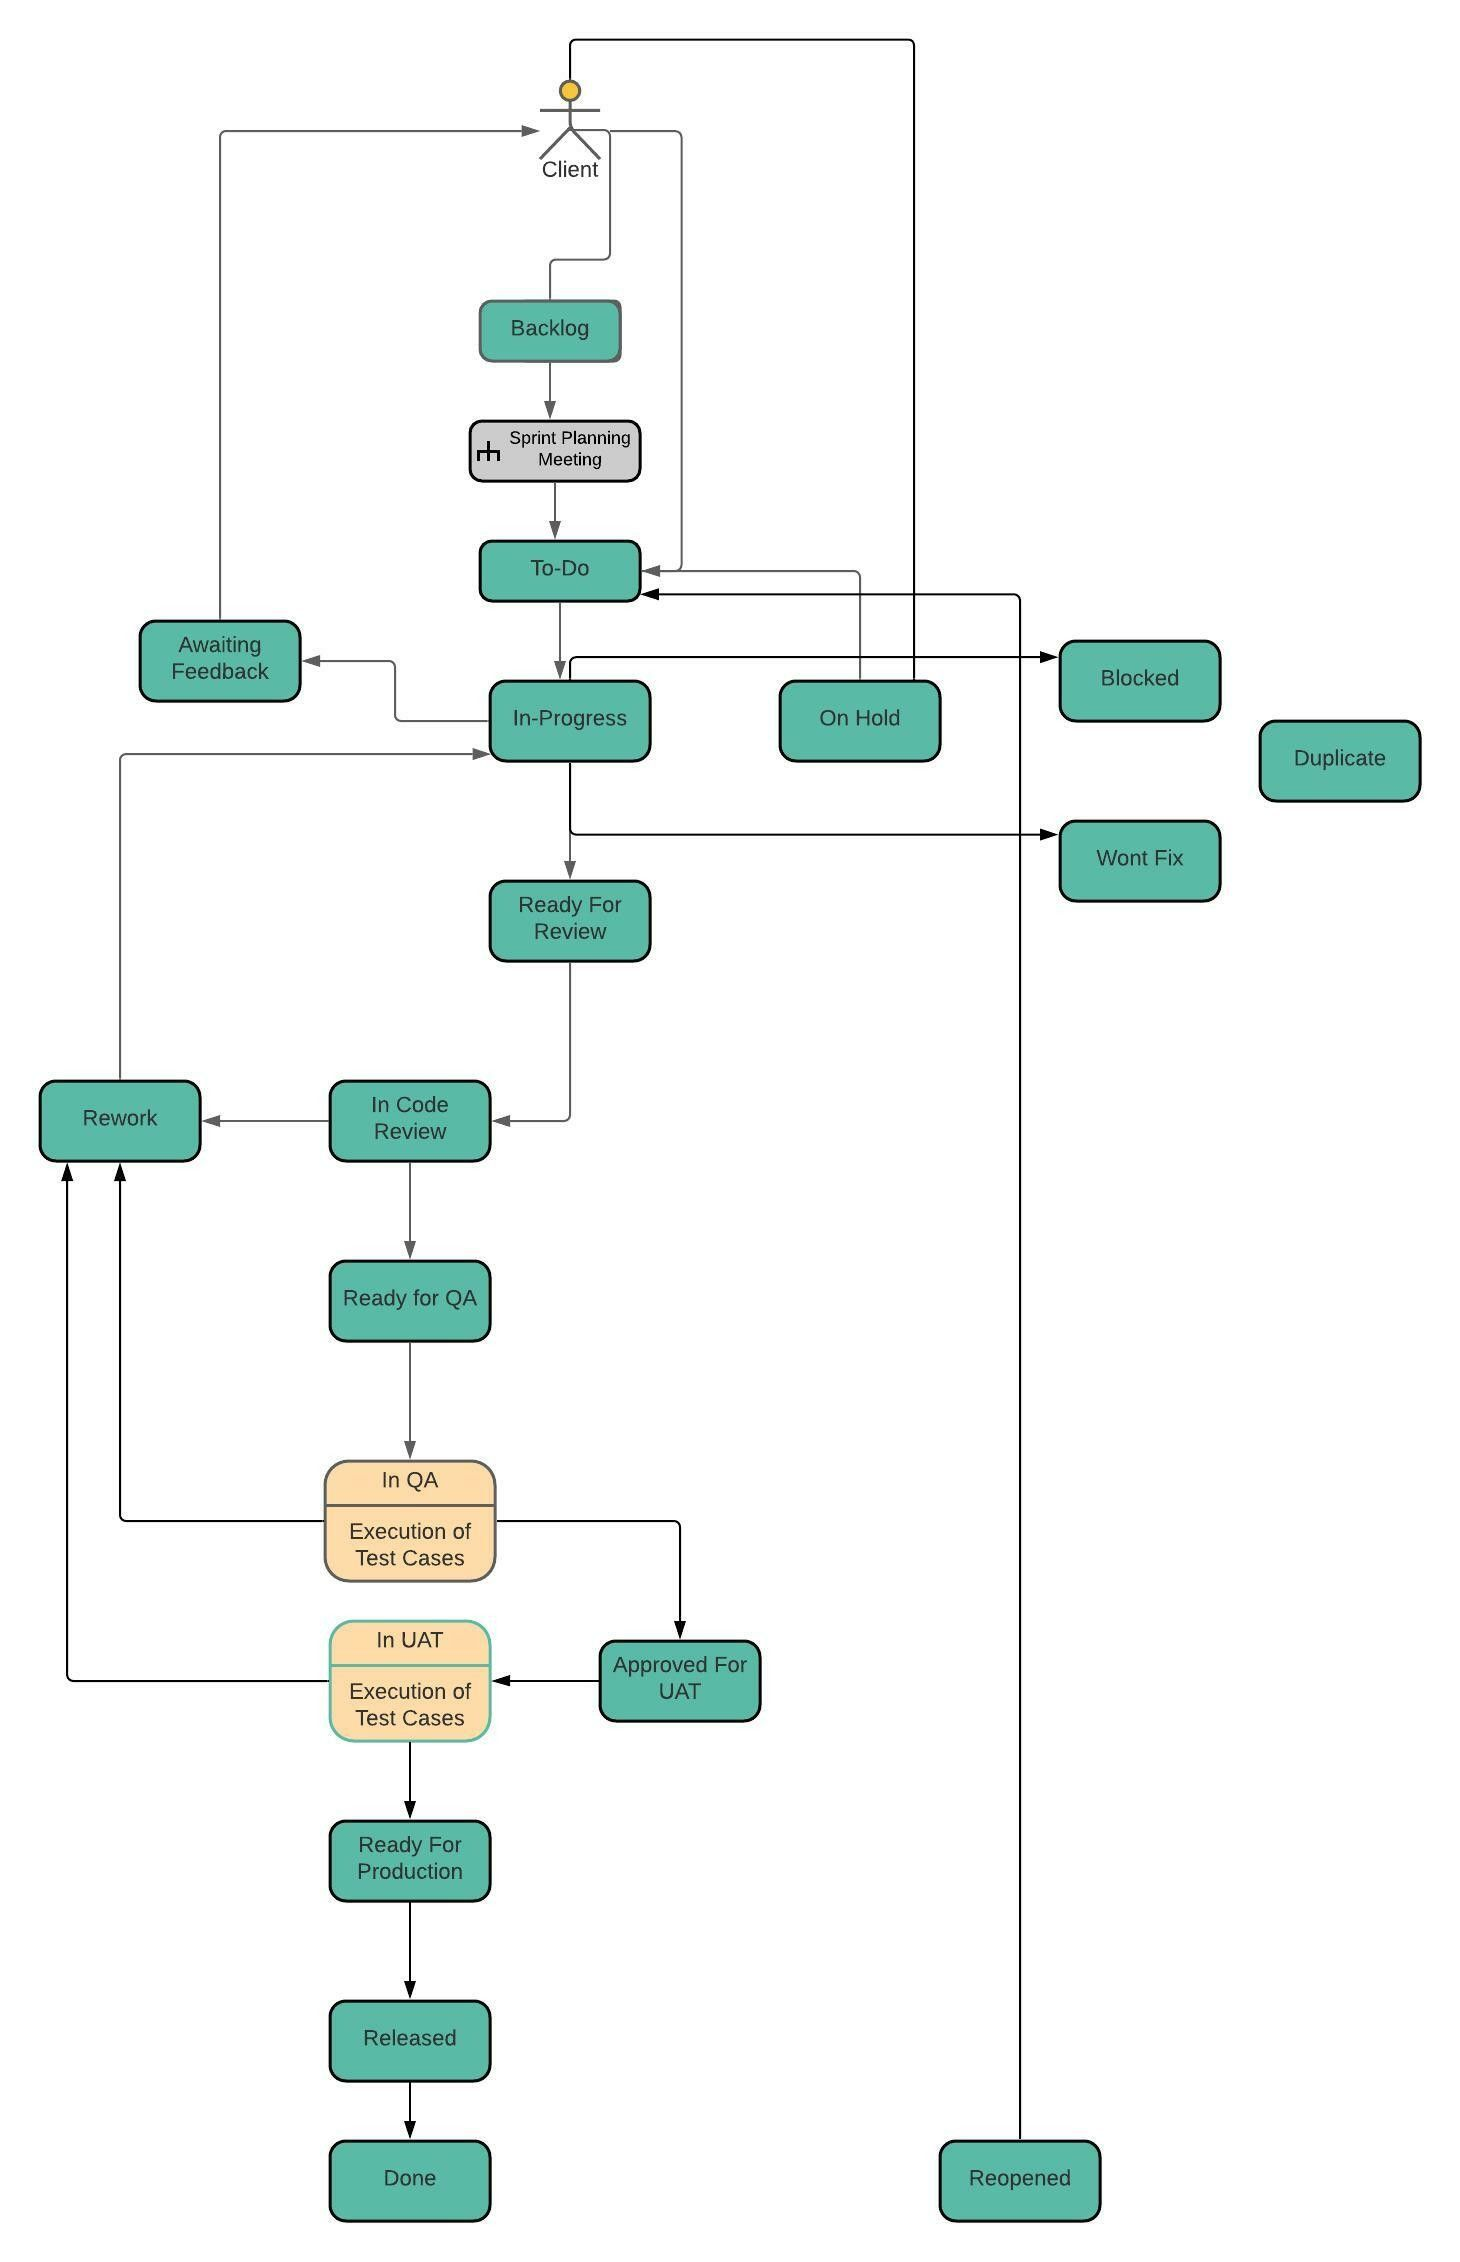 Client
Backlog
Sprint Planning
Meeting
To-Do
Awaiting
Feedback
In-Progress
On Hold
Blocked
Duplicate
Wont Fix
Ready For
Review
Rework
In Code
Review
Ready for QA
In QA
Execution of
Test Cases
In UAT
Execution of
Test Cases
Approved For
UAT
Ready For
Production
Released
Done
Reopened